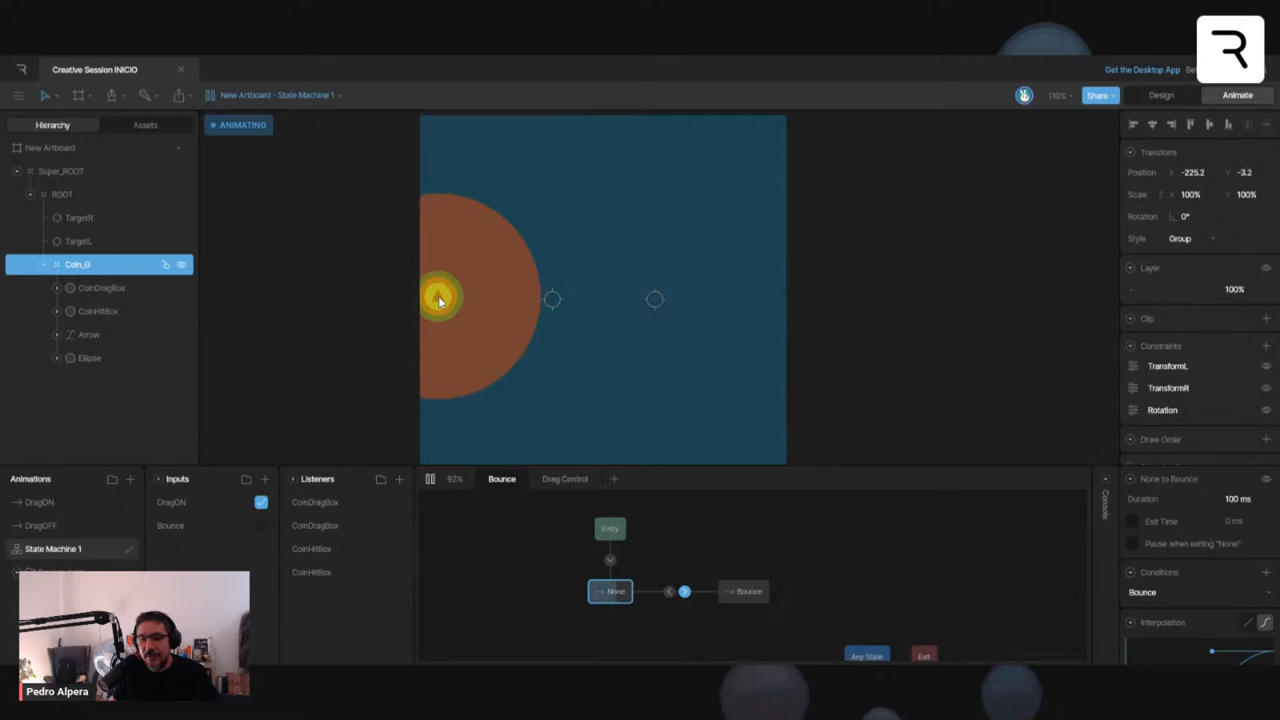 Creative Session INICIO
Get the Desktop App
New Artboard - State Machine 1
110%
Share
Design
Animate
Hierarchy
Assets
ANIMATING
New Artboard
Super_ROOT
ROOT
TargetR
TargetL
Coin_G
CoinDragBox
CoinHitBox
Arrow
Ellipse
Transform
Position X -225.2 Y -3.2
Scale X 100% Y 100%
Rotation 0°
Style Group
Layer
100%
Clip
Constraints
TransformL
TransformR
Rotation
Draw Order
Animations
Inputs
Listeners
92%
Bounce
Drag Control
DragON
DragOFF
State Machine 1
DragON
Bounce
CoinDragBox
CoinDragBox
CoinHitBox
CoinHitBox
Entry
None
Bounce
Any State
Exit
Console
None to Bounce
Duration 100 ms
Exit Time 0 ms
Pause when exiting "None"
Conditions
Bounce
Interpolation
Pedro Alpera